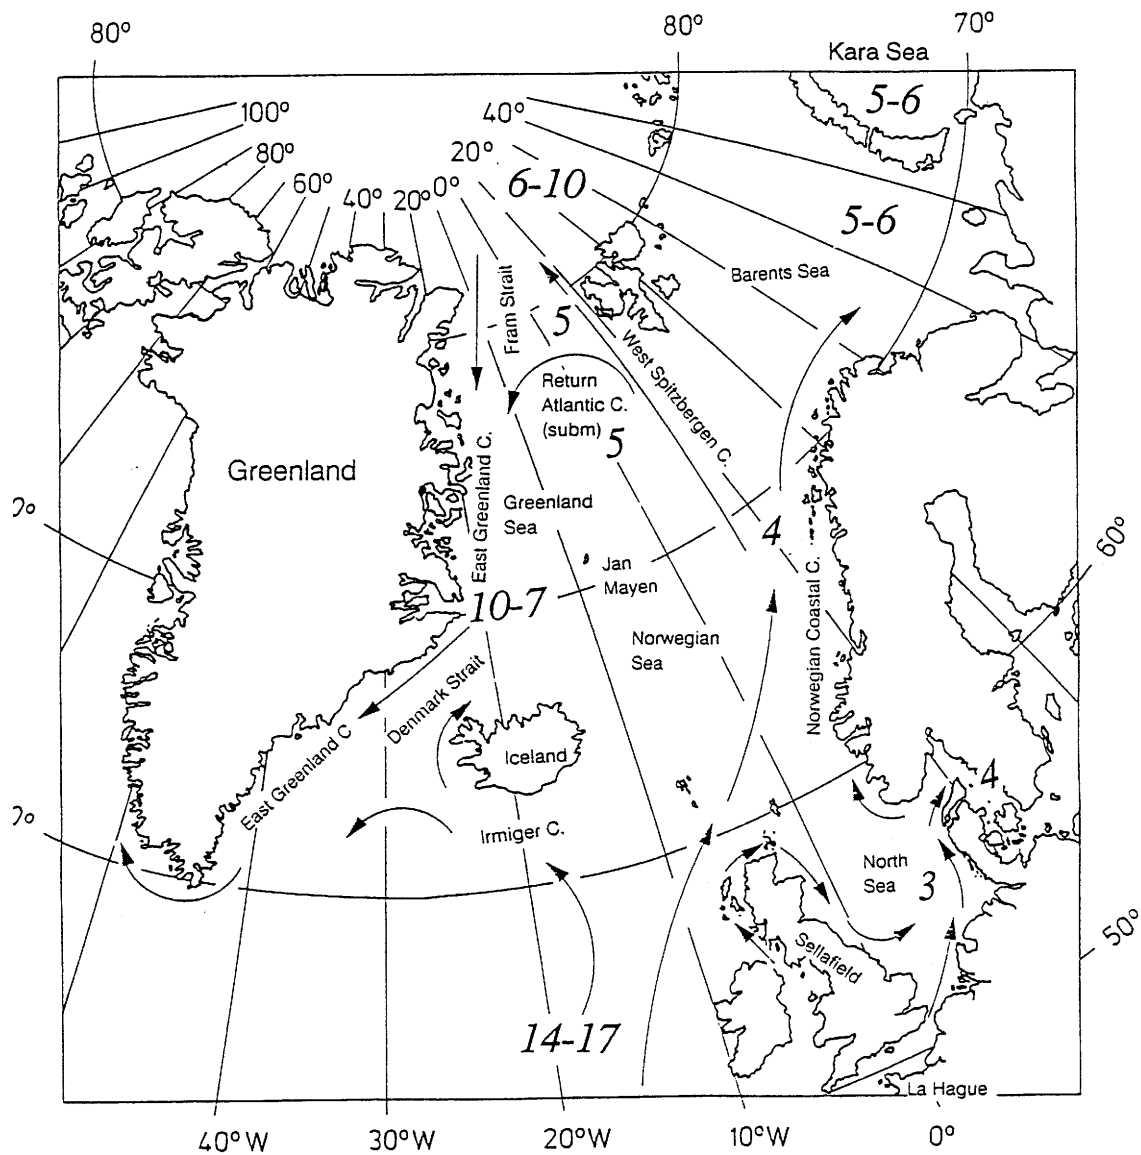 80º
80º
70º
Kara Sea
5-6
100º
40º
80º
20º
60º
40º
20º
0º
6-10
5-6
Barents Sea
Fram Strait
5
West Spitzbergen C.
Return
Atlantic C.
(subm)
5
Greenland
East Greenland C.
Greenland
Sea
4
60º
Jan
Mayen
10-7
Norwegian Coastal C.
Norwegian
Sea
Denmark Strait
Iceland
East Greenland C
4
Irmiger C.
North
Sea
3
50º
Sellafield
14-17
La Hague
40ºW
30ºW
20ºW
10ºW
0º